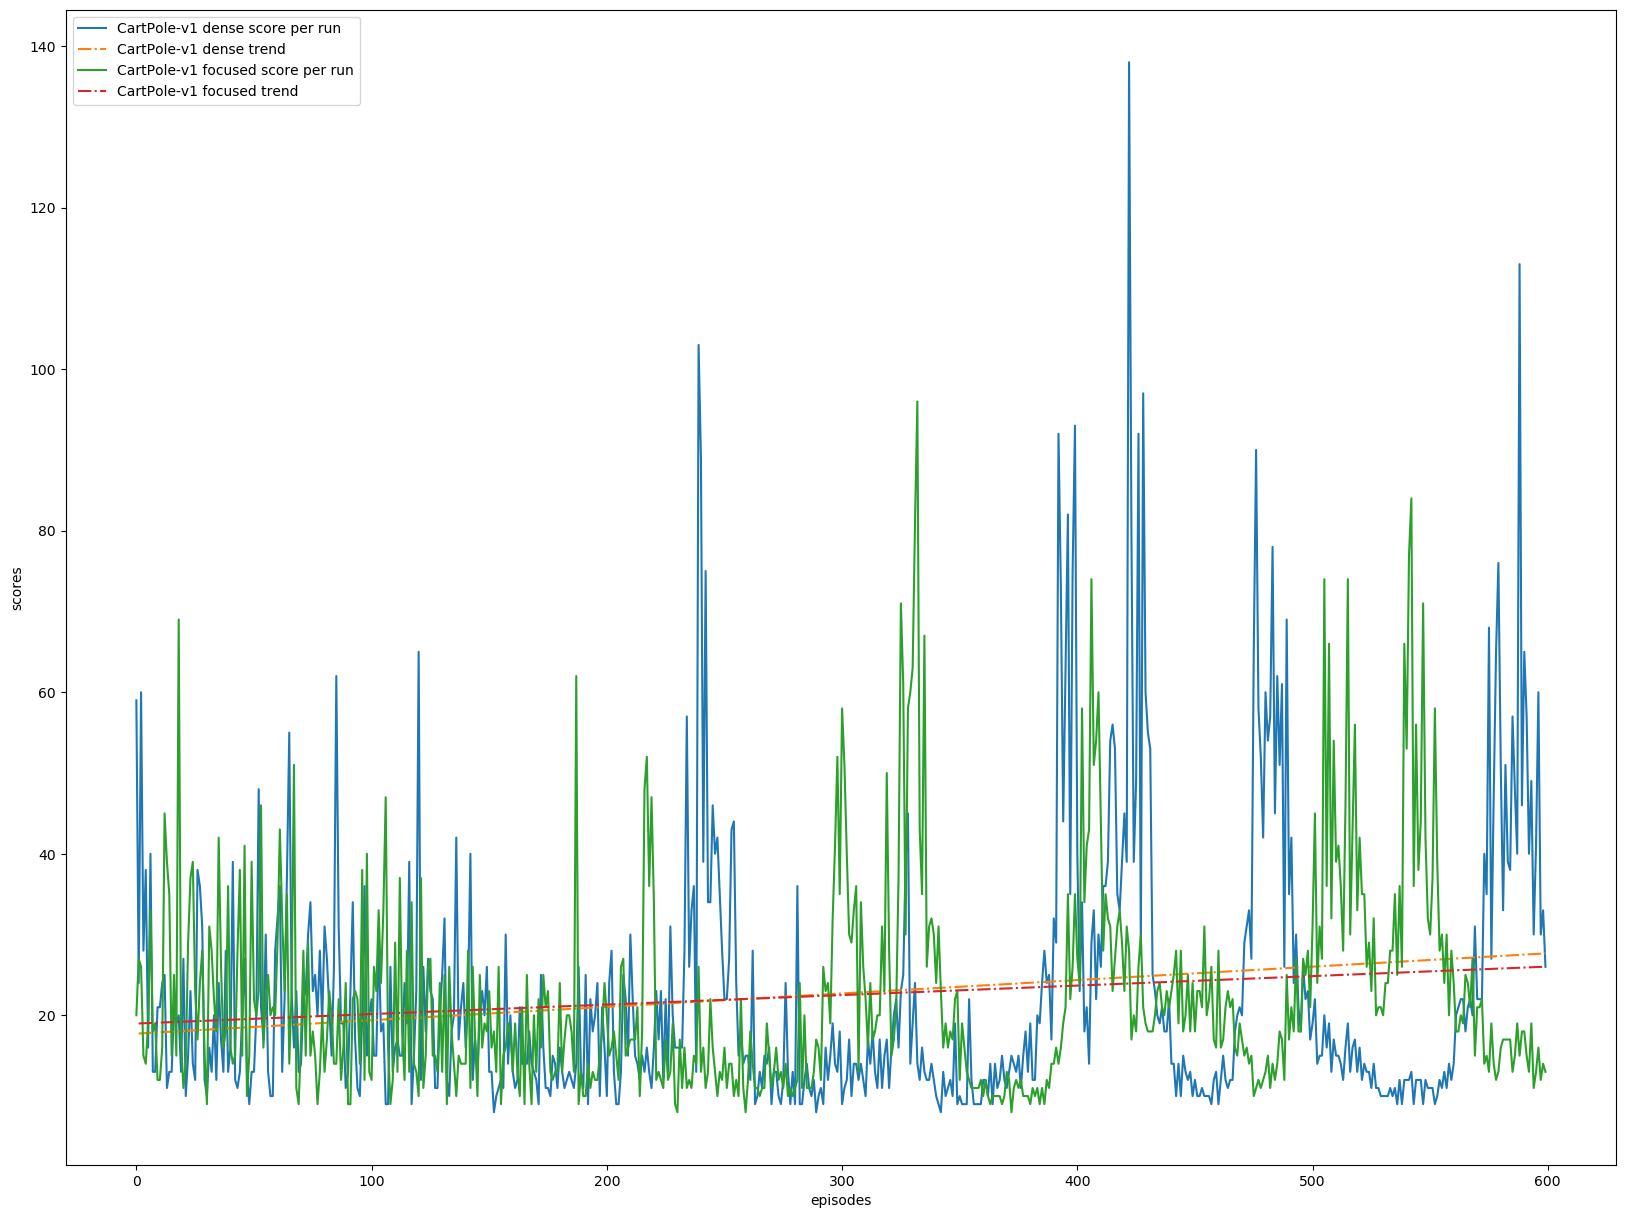 CartPole-v1 dense score per run
CartPole-v1 dense trend
CartPole-v1 focused score per run
CartPole-v1 focused trend
140
120
100
80
60
40
20
scores
0 100 200 300 400 500 600
episodes